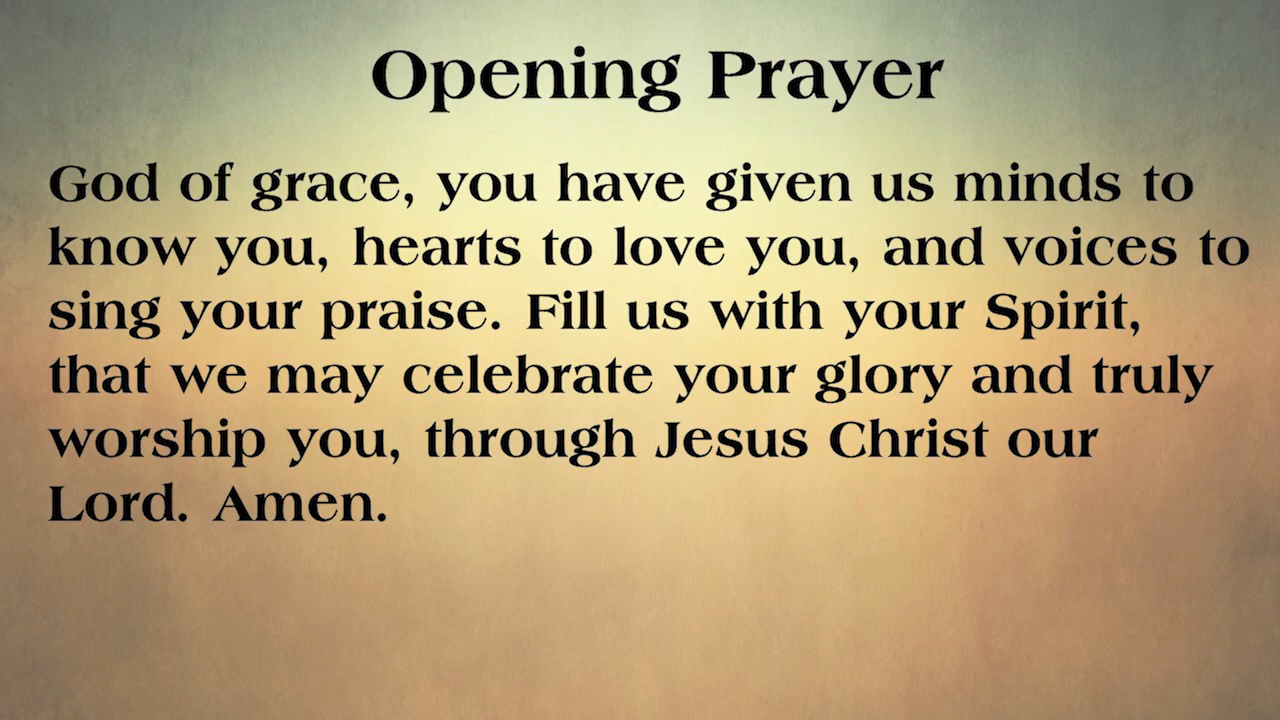 Opening Prayer
God of grace, you have given us minds to
know you, hearts to love you, and voices to
sing your praise. Fill us with your Spirit,
that we may celebrate your glory and truly
worship you, through Jesus Christ our
Lord. Amen.